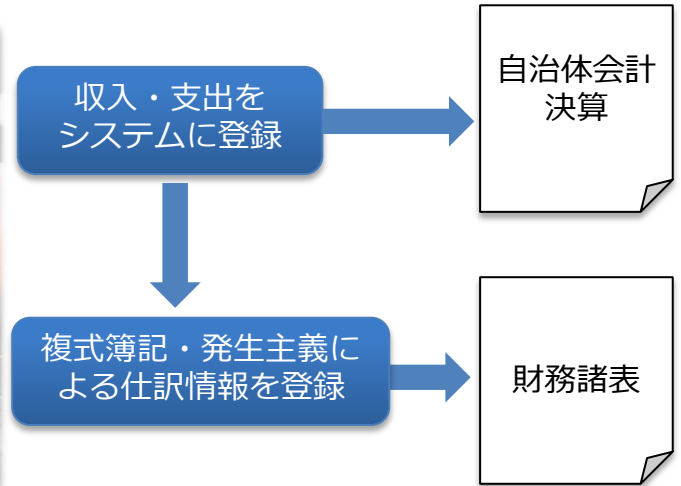 収入・支出を
システムに登録
自治体会計
決算
複式簿記・発生主義に
よる仕訳情報を登録
財務諸表